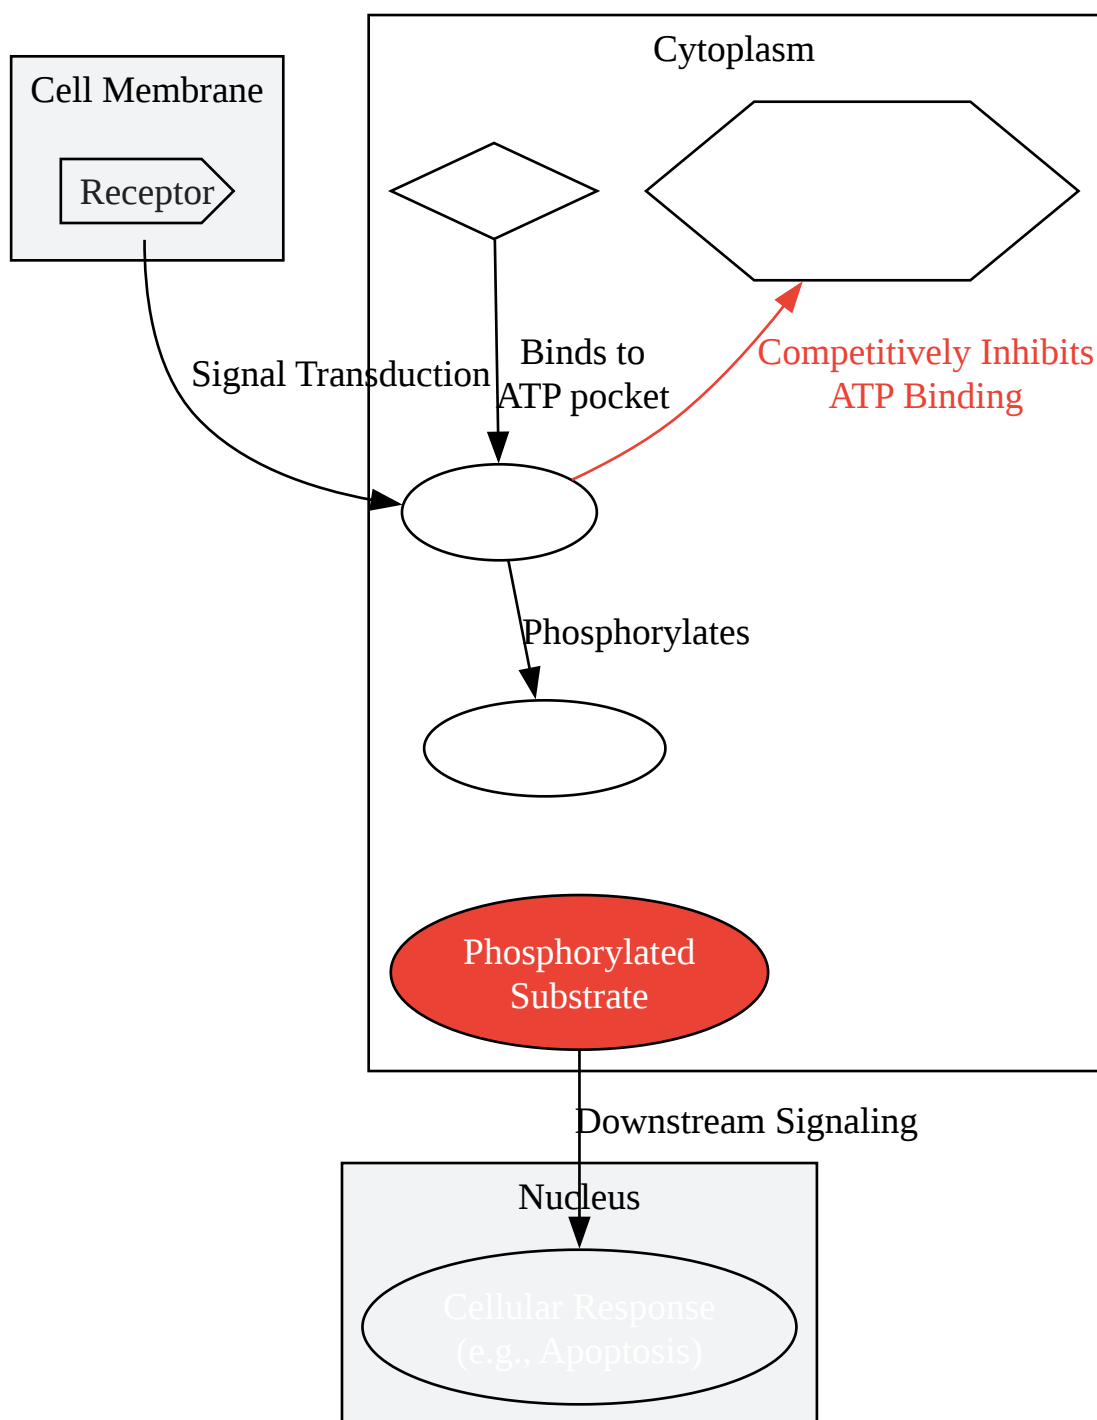 Cytoplasm
Cell Membrane
Receptor
Signal Transduction
Binds to
ATP pocket
Competitively Inhibits
ATP Binding
Phosphorylates
Phosphorylated
Substrate
Downstream Signaling
Nucleus
Cellular Response
(e.g., Apoptosis)